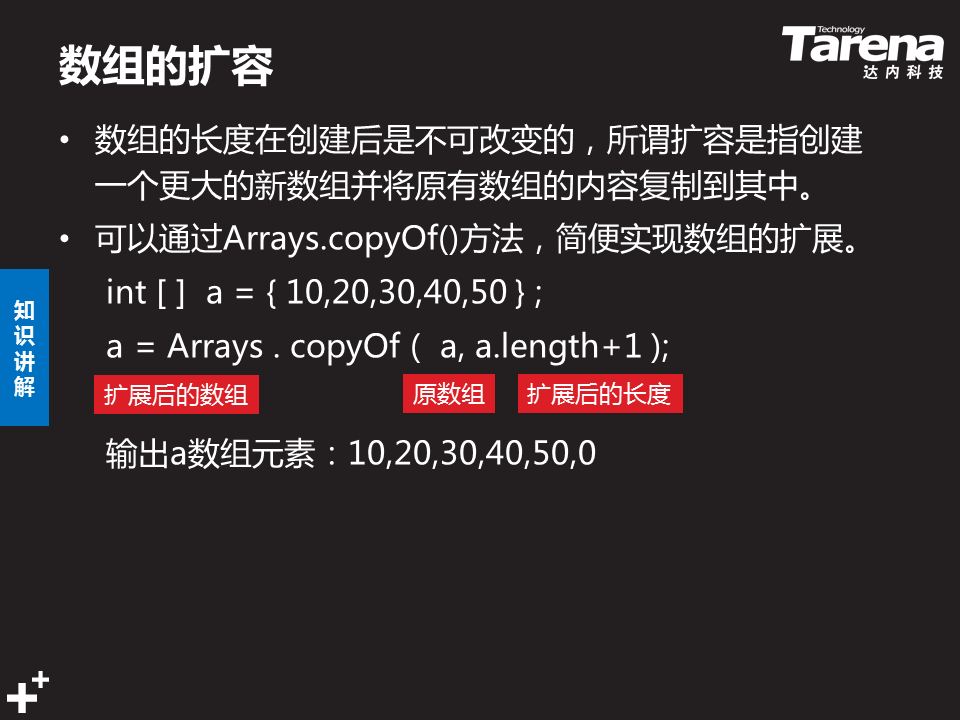 数组的扩容
Technology
Tarena
达内科技
• 数组的长度在创建后是不可改变的，所谓扩容是指创建
一个更大的新数组并将原有数组的内容复制到其中。
• 可以通过Arrays.copyOf()方法，简便实现数组的扩展。
int [ ] a = { 10,20,30,40,50 } ;
a = Arrays . copyOf ( a, a.length+1 );
扩展后的数组 原数组 扩展后的长度
输出a数组元素：10,20,30,40,50,0
知
识
讲
解